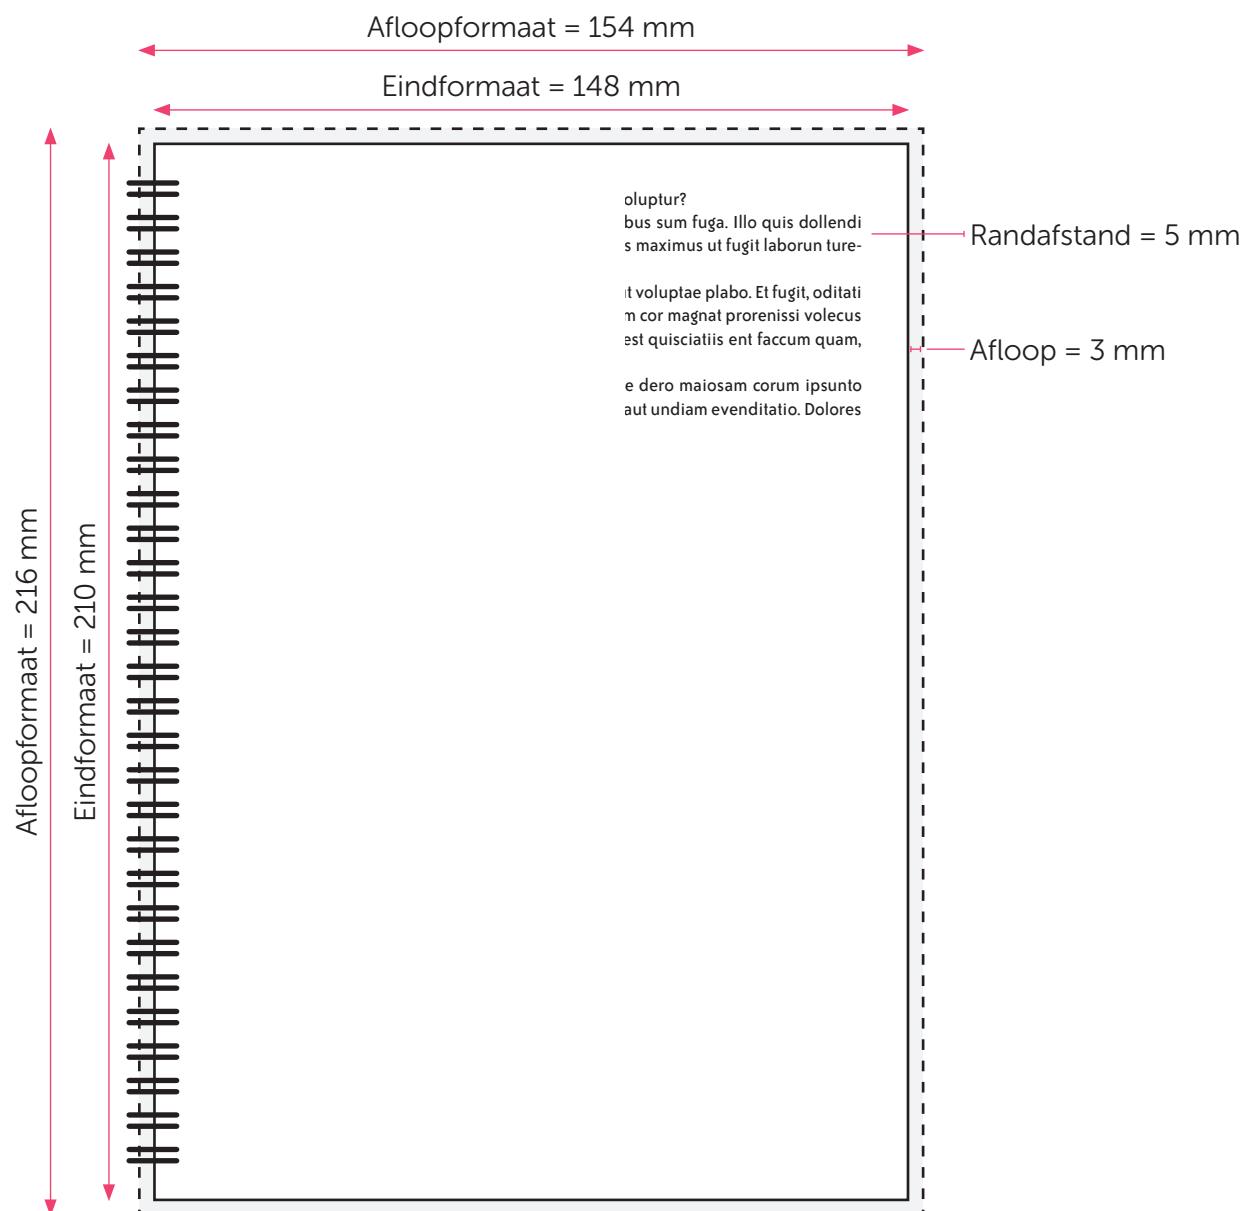 Afloopformaat = 154 mm
Eindformaat = 148 mm
oluptur?
bus sum fuga. Illo quis dollendi
s maximus ut fugit laborun ture-
Randafstand = 5 mm
t voluptae plabo. Et fugit, oditati
m cor magnat prorenissi volecus
est quisciatiis ent faccum quam,
Afloop = 3 mm
e dero maiosam corum ipsunto
aut undiam evenditatio. Dolores
Afloopformaat = 216 mm
Eindformaat = 210 mm